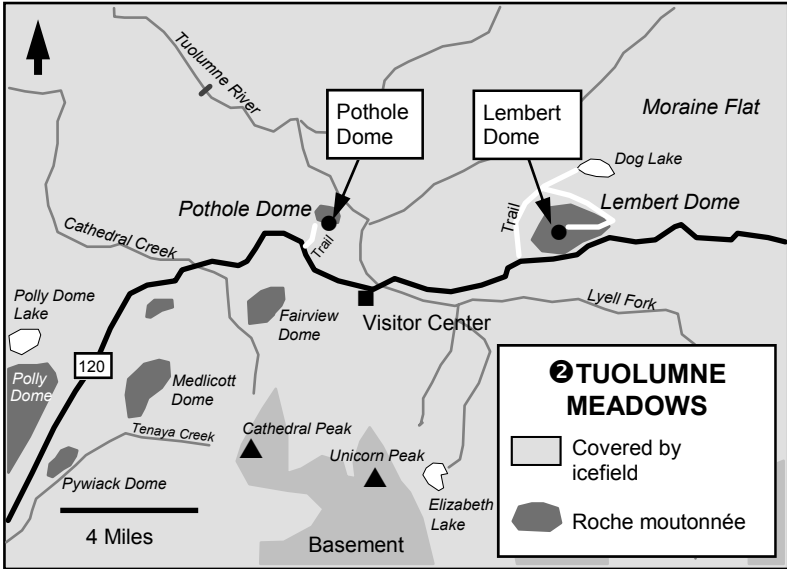 Tuolumne
River
Pothole
Dome
Lembert
Dome
Moraine Flat
Dog Lake
Pothole Dome
Trail
Trail
Lembert Dome
Cathedral Creek
Polly Dome
Lake
Fairview
Dome
Visitor Center
Lyell Fork
120
Polly
Dome
Medlicott
Dome
Tenaya Creek
Cathedral Peak
Unicorn Peak
Pywiack Dome
Elizabeth
Lake
4 Miles
Basement
❷TUOLUMNE
MEADOWS
Covered by
icefield
Roche moutonnée